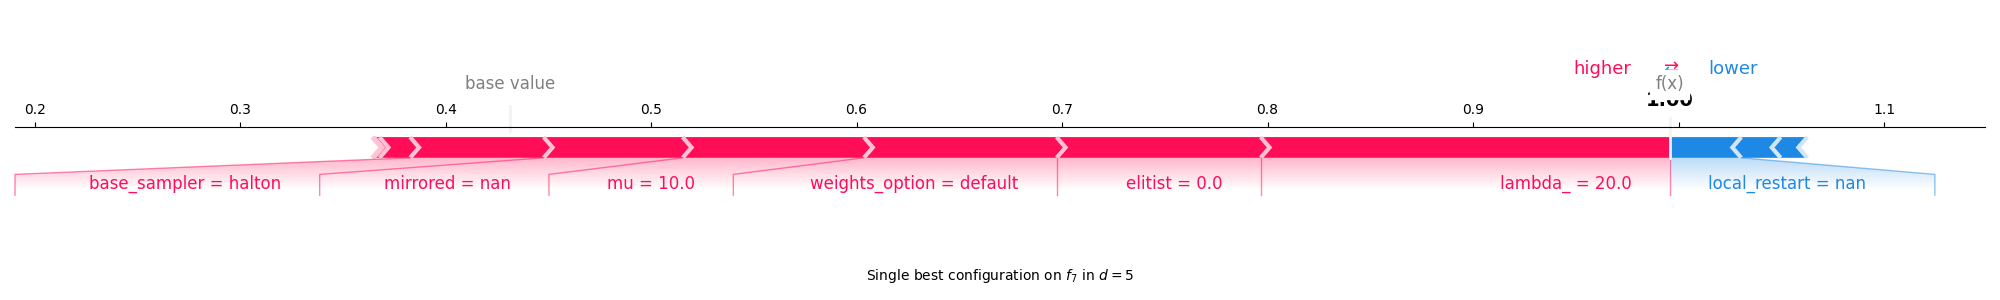 higher ⇄ lower
base value f(x)
0.2 0.3 0.4 0.5 0.6 0.7 0.8 0.9 1.00 1.1
base_sampler = halton mirrored = nan mu = 10.0 weights_option = default elitist = 0.0 lambda_ = 20.0 local_restart = nan
Single best configuration on f₇ in d = 5